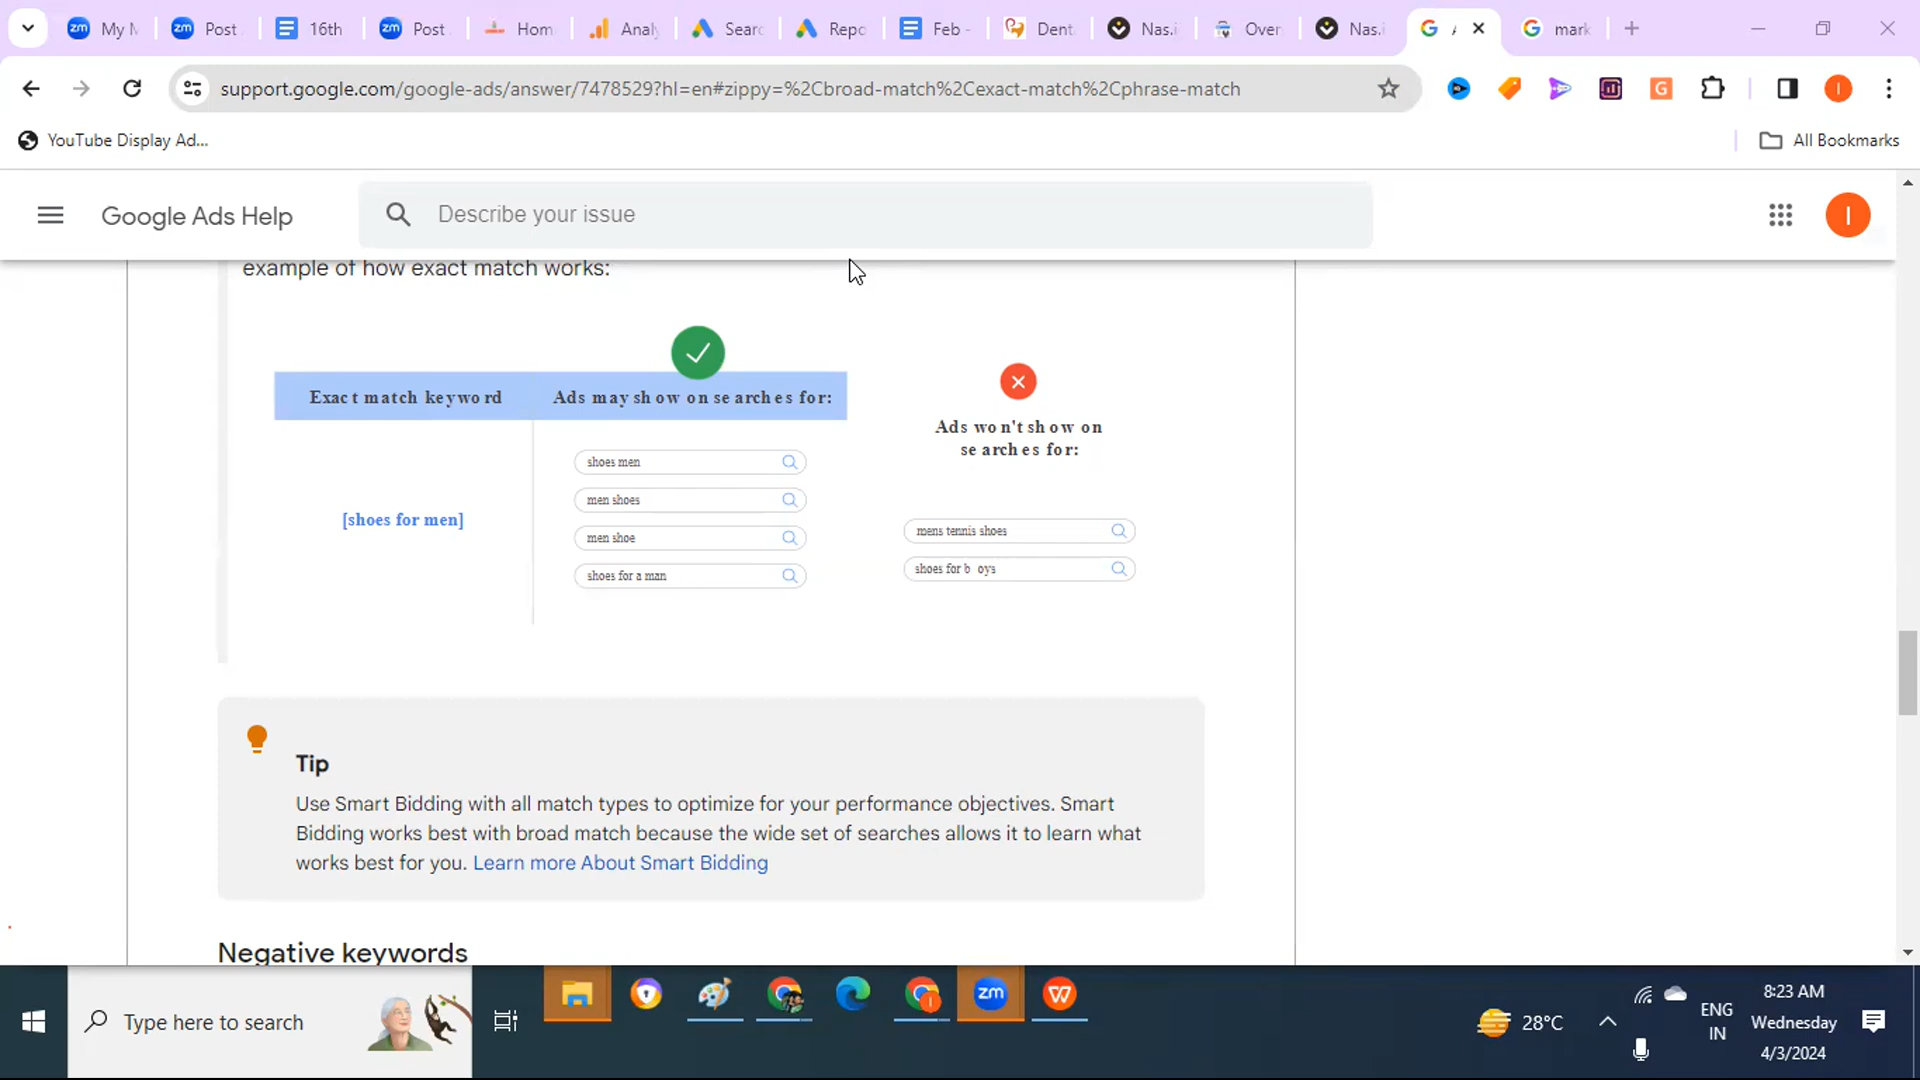 My M
Post
16th
Post
Hom
Analy
Searc
Repo
Feb -
Dent
Nas.i
Over
Nas.i
mark
support.google.com/google-ads/answer/7478529?hl=en#zippy=%2Cbroad-match%2Cexact-match%2Cphrase-match
YouTube Display Ad...
All Bookmarks
Google Ads Help
Describe your issue
example of how exact match works:
Exact match keyword
Ads may show on searches for:
Ads won't show on
searches for:
shoes men
men shoes
[shoes for men]
men shoe
shoes for a man
mens tennis shoes
shoes for b oys
Tip
Use Smart Bidding with all match types to optimize for your performance objectives. Smart
Bidding works best with broad match because the wide set of searches allows it to learn what
works best for you. Learn more About Smart Bidding
Negative keywords
Type here to search
28°C
ENG
IN
8:23 AM
Wednesday
4/3/2024